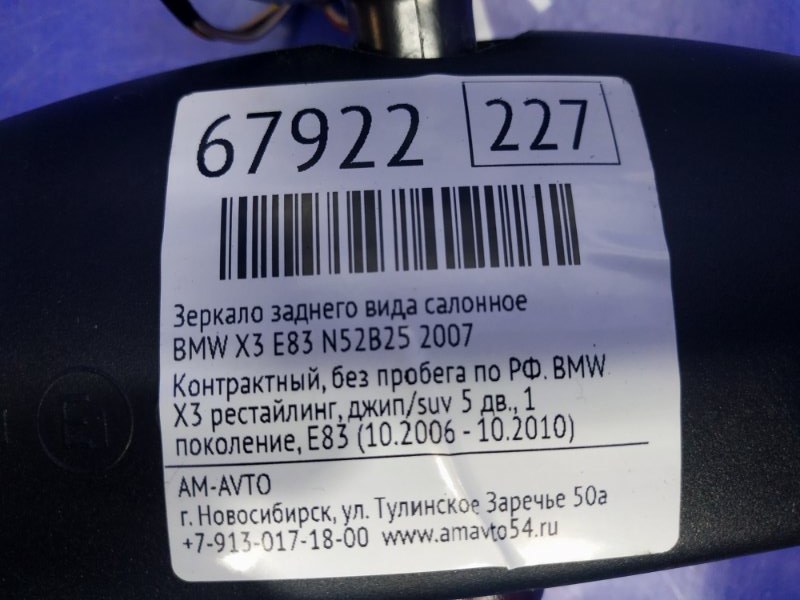 67922 227
Зеркало заднего вида салонное
BMW X3 E83 N52B25 2007
Контрактный, без пробега по РФ. BMW
X3 рестайлинг, джип/suv 5 дв., 1
поколение, E83 (10.2006 - 10.2010)
AM-AVTO
г. Новосибирск, ул. Тулинское Заречье 50а
+7-913-017-18-00 www.amavto54.ru